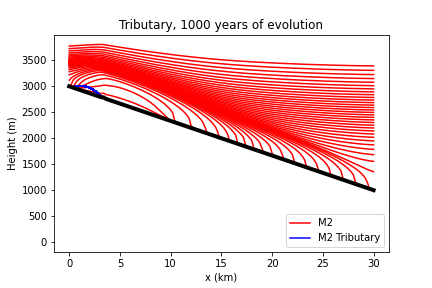 Tributary, 1000 years of evolution
Height (m)
3500
3000
2500
2000
1500
1000
500
0
0 5 10 15 20 25 30
x (km)
M2
M2 Tributary